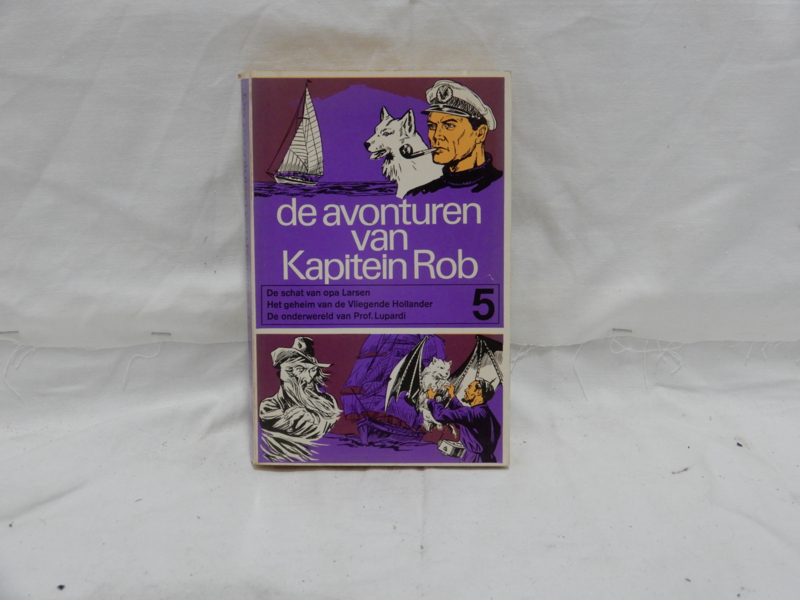 de avonturen
van
Kapitein Rob
De schat van opa Larsen
Het geheim van de Vliegende Hollander
De onderwereld van Prof. Lupardi
5